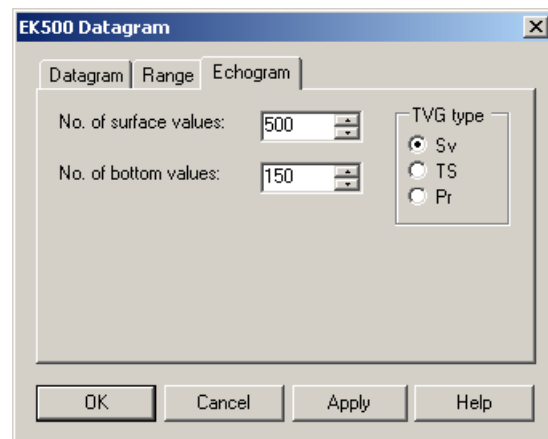 EK500 Datagram
Datagram Range Echogram
No. of surface values: 500
No. of bottom values: 150
TVG type
Sv
TS
Pr
OK Cancel Apply Help